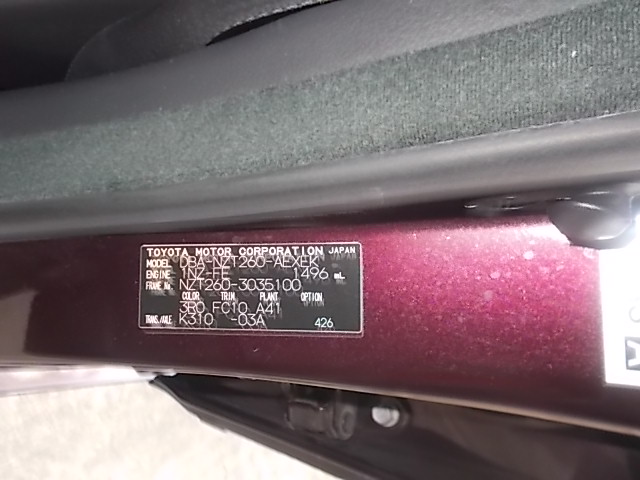 TOYOTA MOTOR CORPORATION JAPAN
MODEL DBA-NZT260-AEXEK
ENGINE 1NZ-FE 1496 mL
FRAME No. NZT260-3035100
COLOR TRIM PLANT OPTION
3R0 FC10 A41
TRANS./AXLE K310 -03A 426